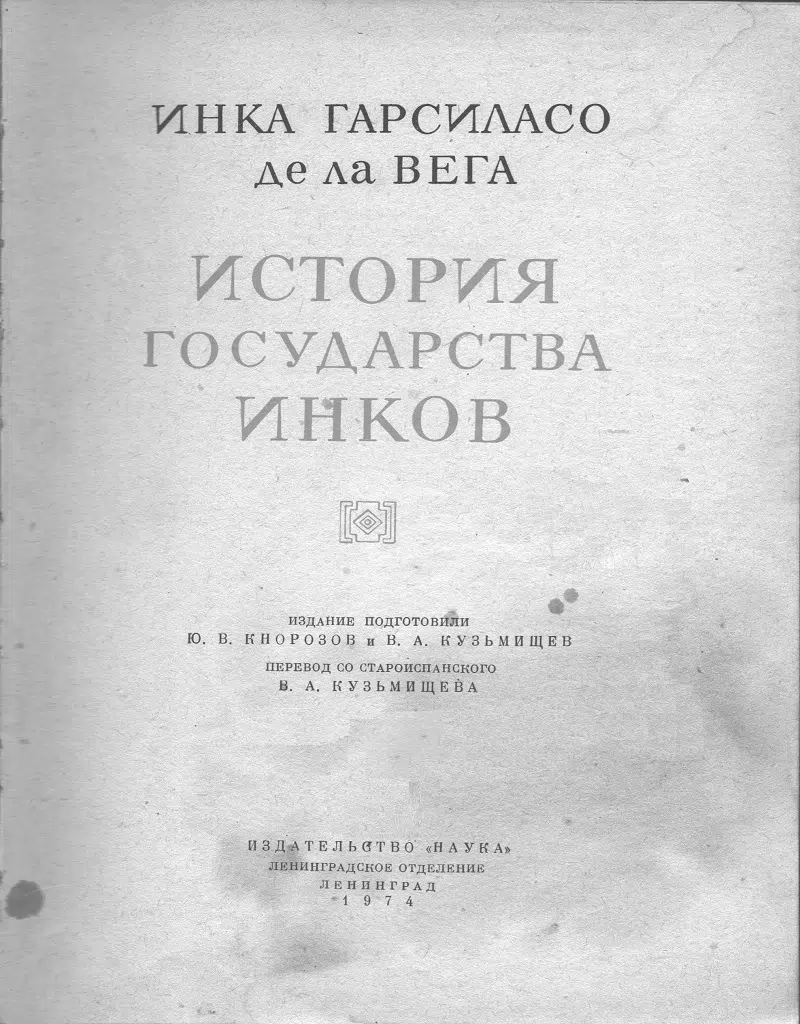 ИНКА ГАРСИЛАСО
де ла ВЕГА
ИСТОРИЯ
ГОСУДАРСТВА
ИНКОВ
ИЗДАНИЕ ПОДГОТОВИЛИ
Ю. В. КНОРОЗОВ и В. А. КУЗЬМИЩЕВ
ПЕРЕВОД СО СТАРОИСПАНСКОГО
В. А. КУЗЬМИЩЕВА
ИЗДАТЕЛЬСТВО «НАУКА»
ЛЕНИНГРАДСКОЕ ОТДЕЛЕНИЕ
ЛЕНИНГРАД
1974